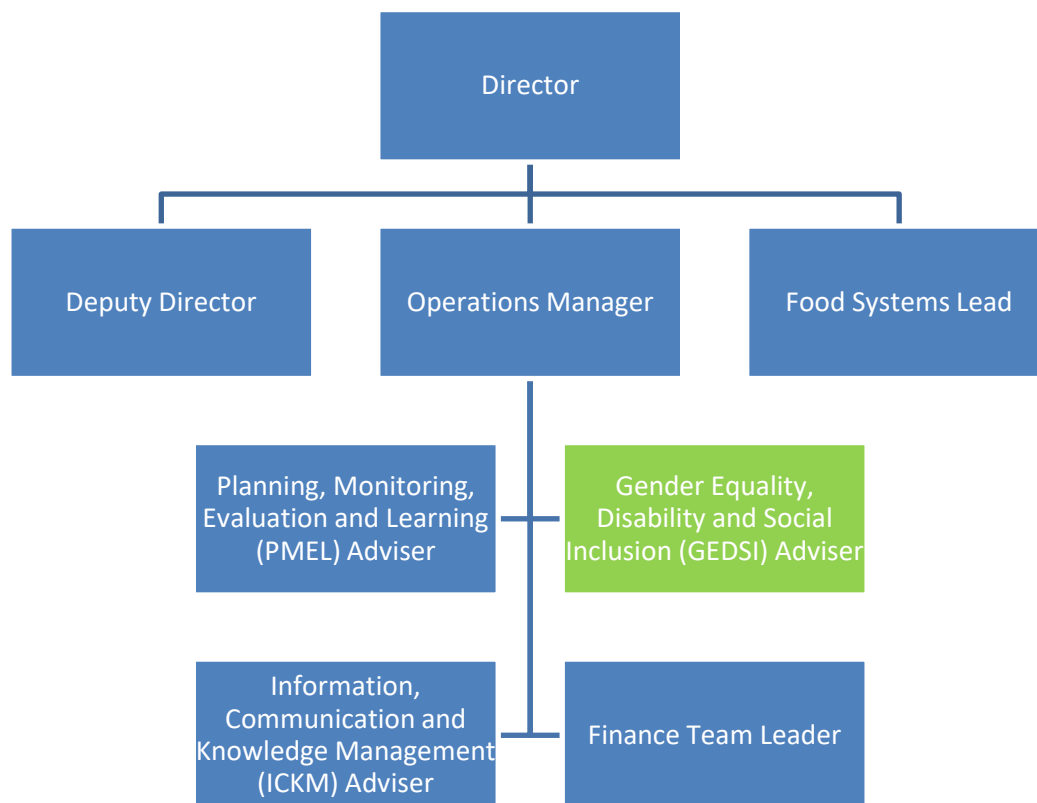 Director
Deputy Director
Operations Manager
Food Systems Lead
Planning, Monitoring,
Evaluation and Learning
(PMEL) Adviser
Gender Equality,
Disability and Social
Inclusion (GEDSI) Adviser
Information,
Communication and
Knowledge Management
(ICKM) Adviser
Finance Team Leader